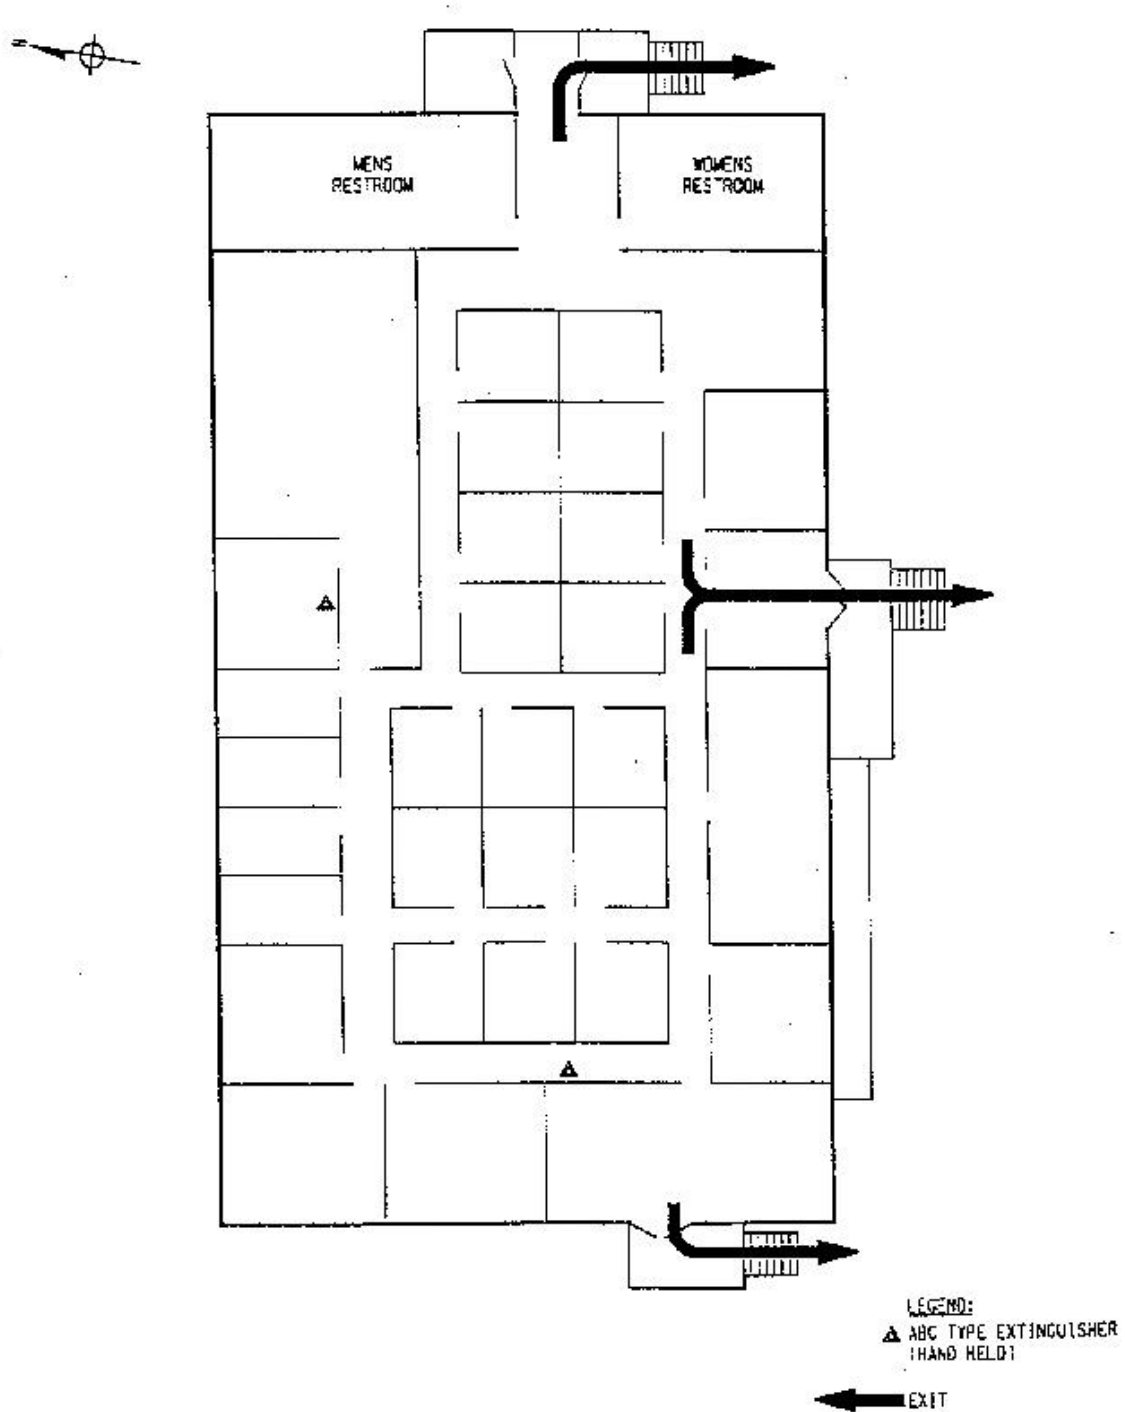 N
MENS
RESTROOM
WOMENS
RESTROOM
LEGEND:
ABC TYPE EXTINGUISHER
(HAND HELD)
EXIT